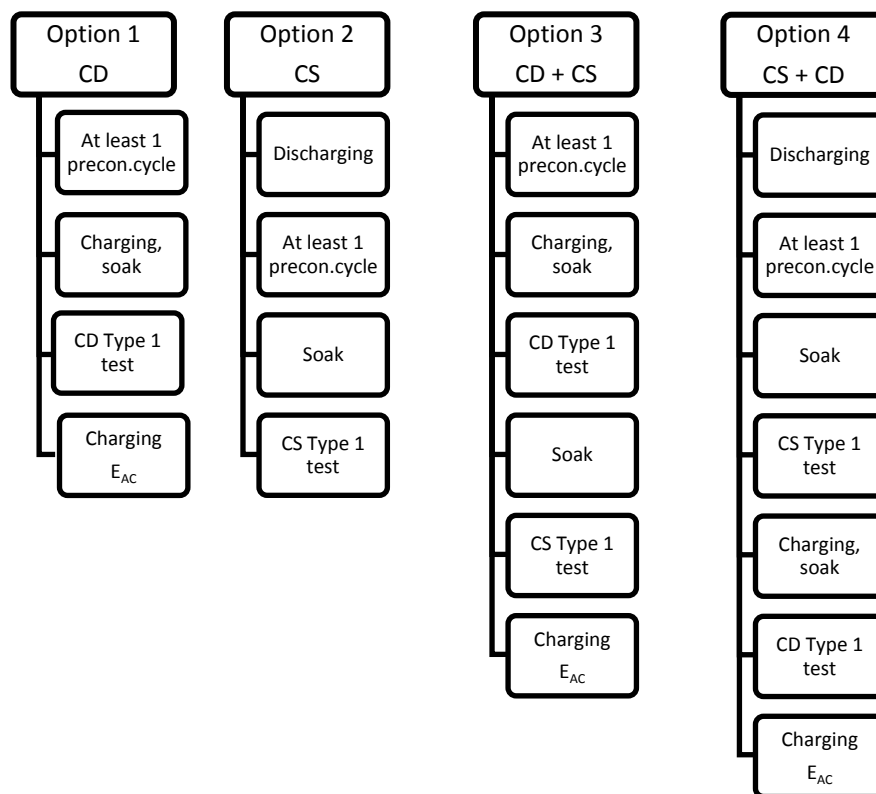 Option 1
CD
At least 1
precon.cycle
Charging,
soak
CD Type 1
test
Charging
EAC
Option 2
CS
Discharging
At least 1
precon.cycle
Soak
CS Type 1
test
Option 3
CD + CS
At least 1
precon.cycle
Charging,
soak
CD Type 1
test
Soak
CS Type 1
test
Charging
EAC
Option 4
CS + CD
Discharging
At least 1
precon.cycle
Soak
CS Type 1
test
Charging,
soak
CD Type 1
test
Charging
EAC